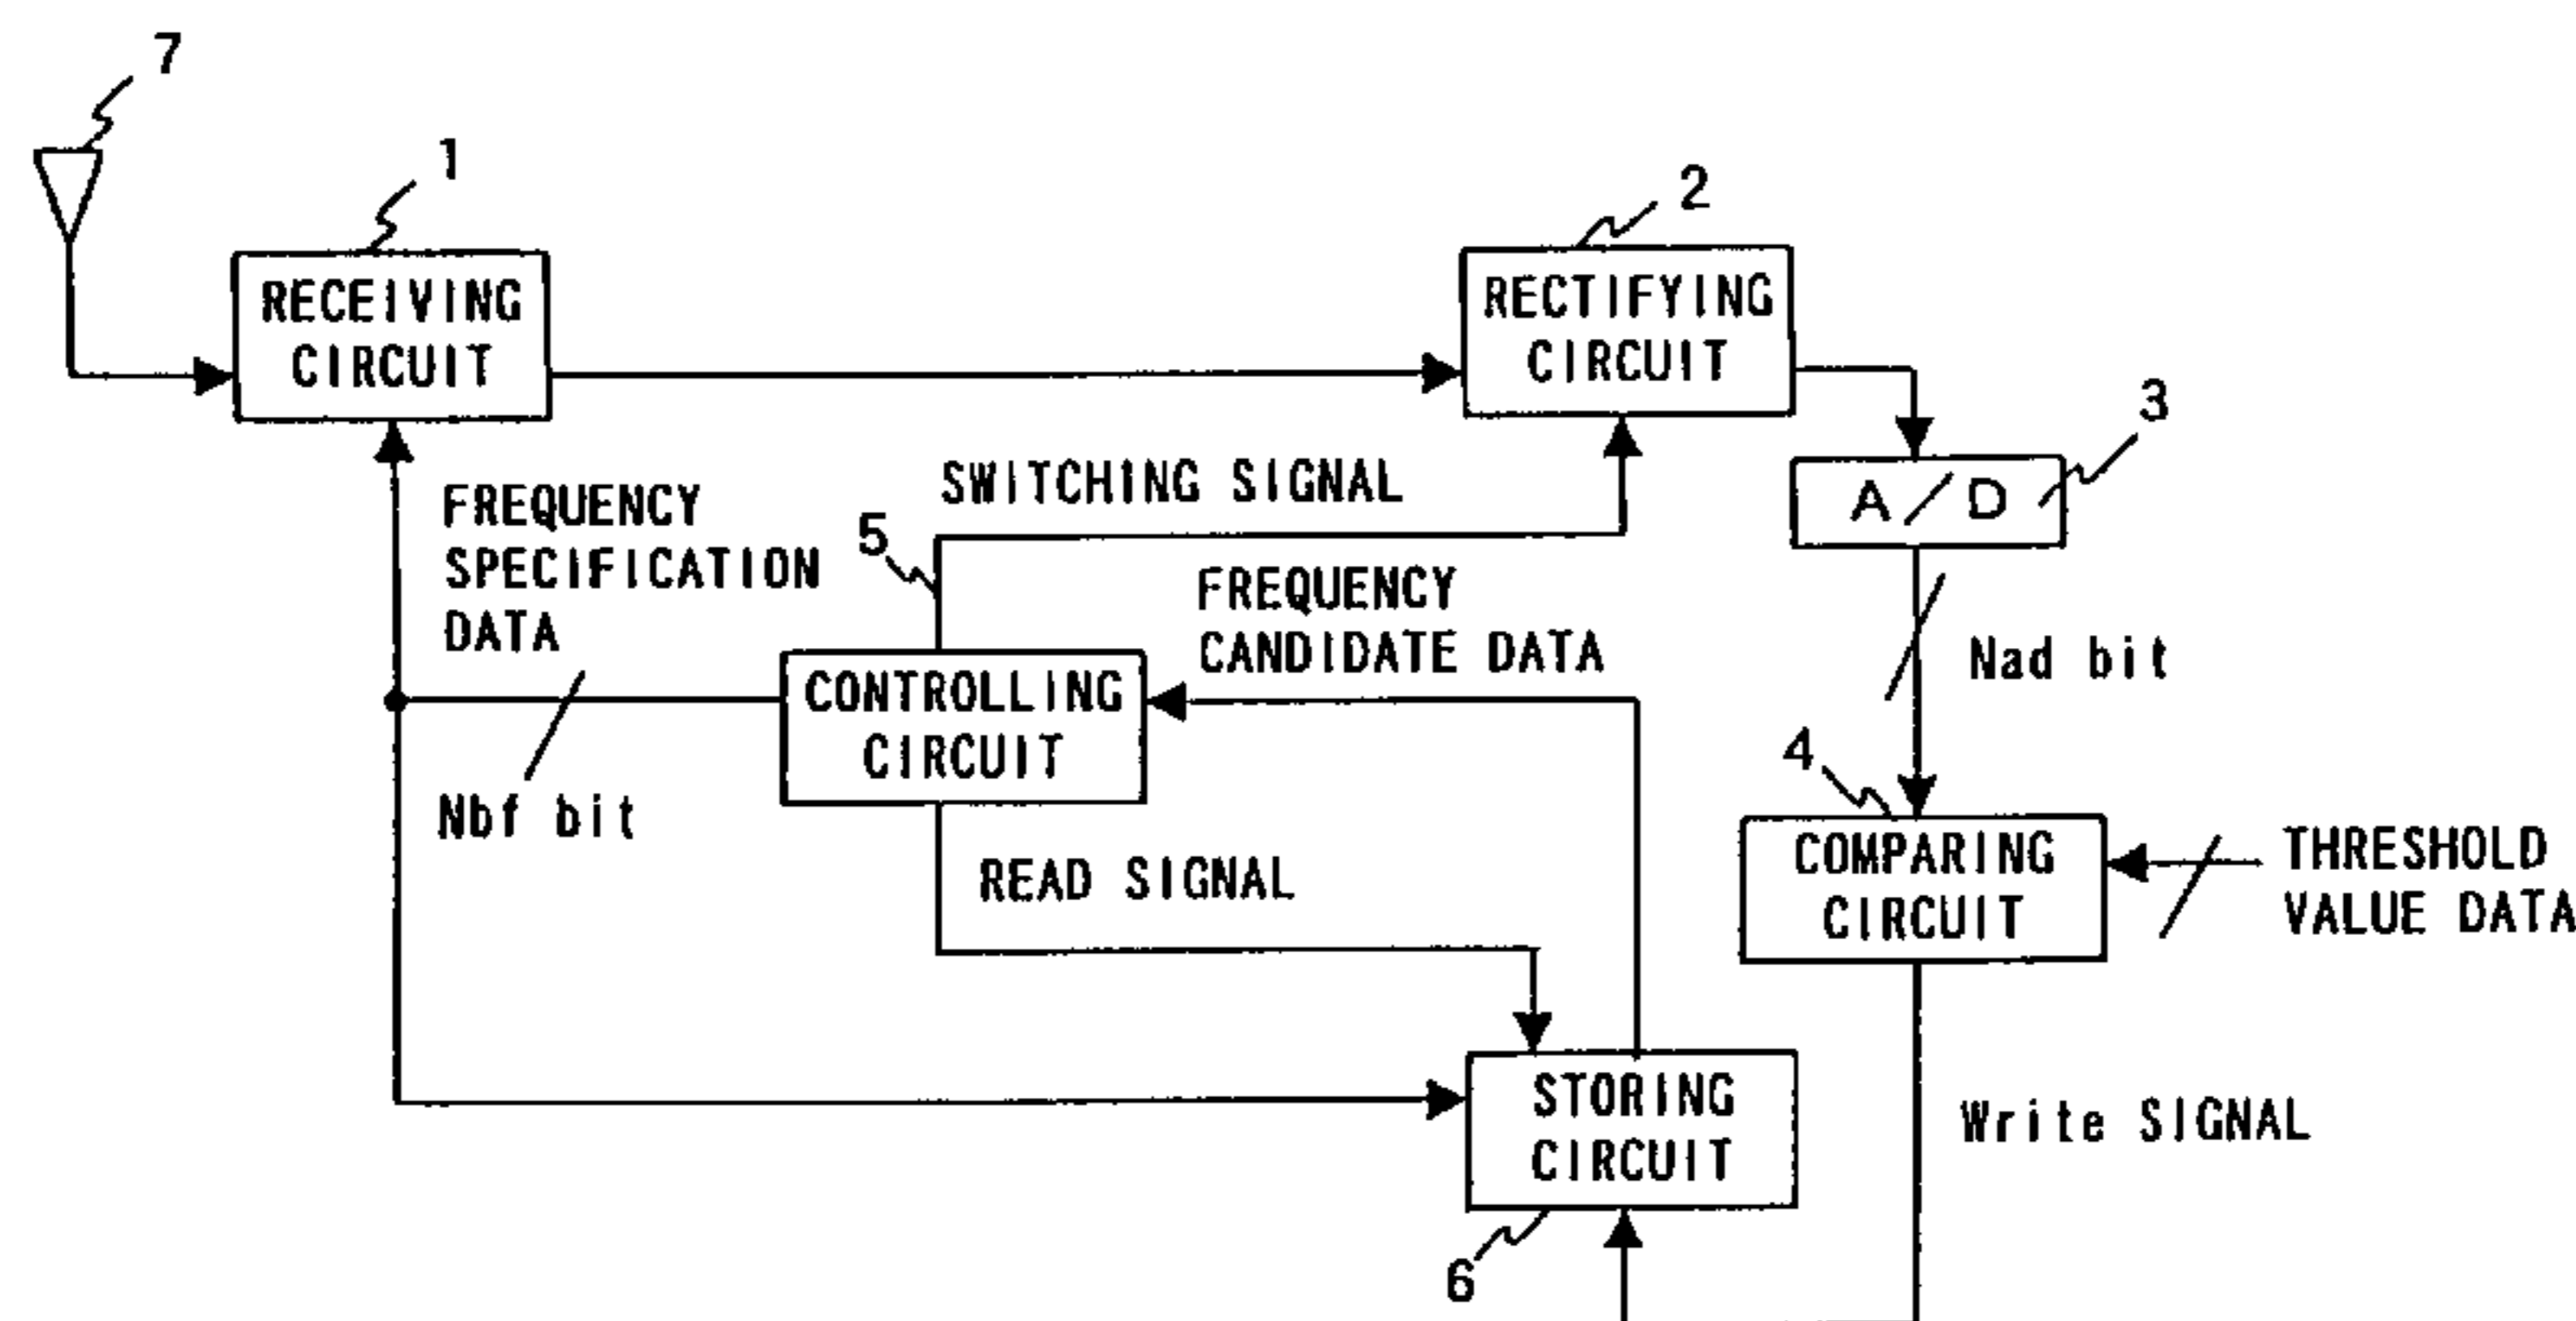 7
1
2
RECEIVING
CIRCUIT
RECTIFYING
CIRCUIT
3
A/D
SWITCHING SIGNAL
FREQUENCY
SPECIFICATION
DATA
5
FREQUENCY
CANDIDATE DATA
Nad bit
CONTROLLING
CIRCUIT
4
Nbf bit
COMPARING
CIRCUIT
THRESHOLD
VALUE DATA
READ SIGNAL
STORING
CIRCUIT
Write SIGNAL
6